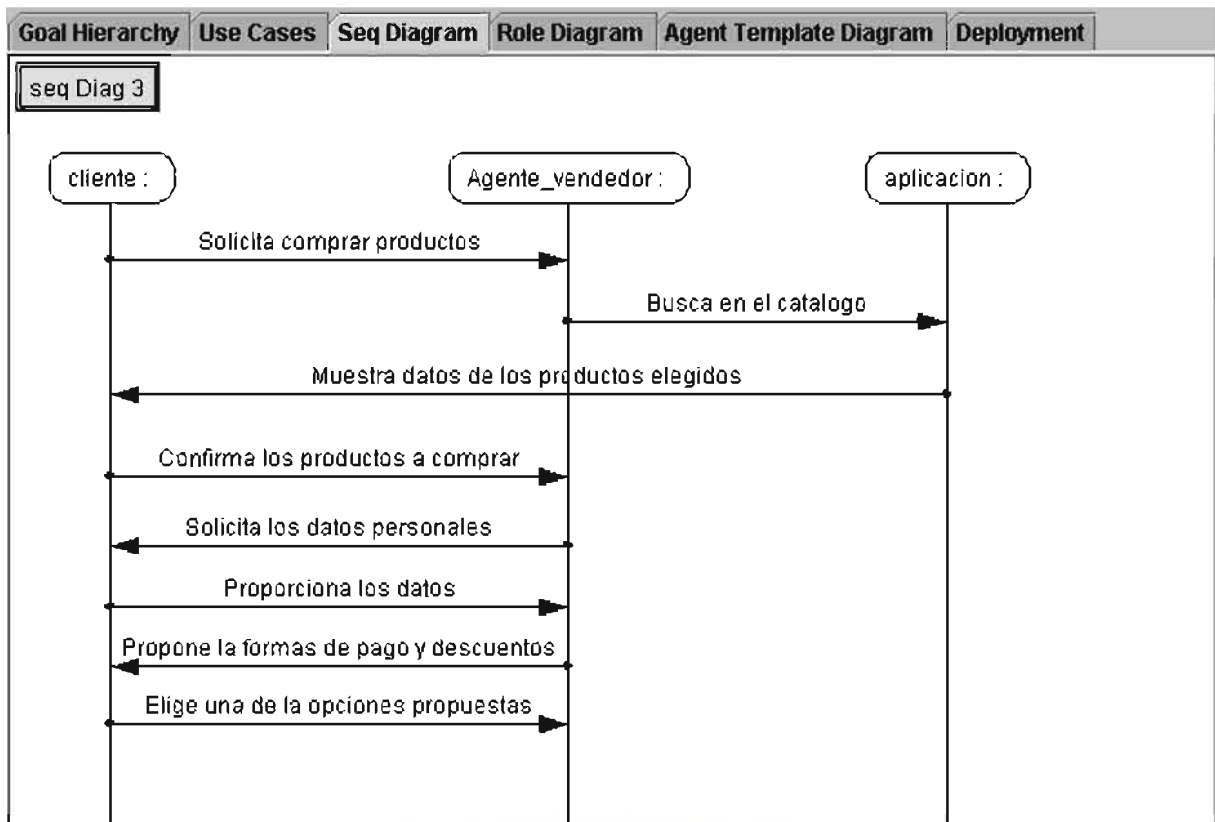 Goal Hierarchy Use Cases Seq Diagram Role Diagram Agent Template Diagram Deployment
seq Diag 3
cliente : Agente_vendedor : aplicacion :
Solicita comprar productos
Busca en el catalogo
Muestra datos de los productos elegidos
Confirma los productos a comprar
Solicita los datos personales
Proporciona los datos
Propone la formas de pago y descuentos
Elige una de la opciones propuestas